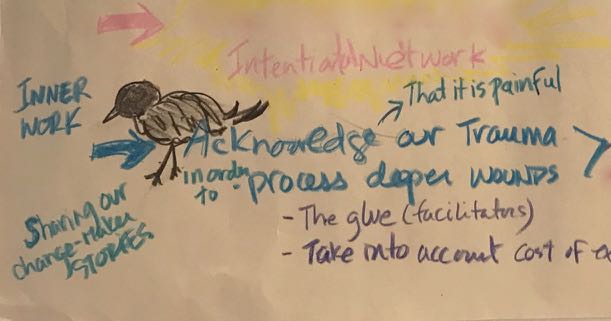 Intentional Network
INNER
WORK
That it is painful
Acknowledge our Trauma
in order
to
process deeper wounds
Sharing our
change-maker
STORIES
- The glue (facilitators)
- Take into account cost of